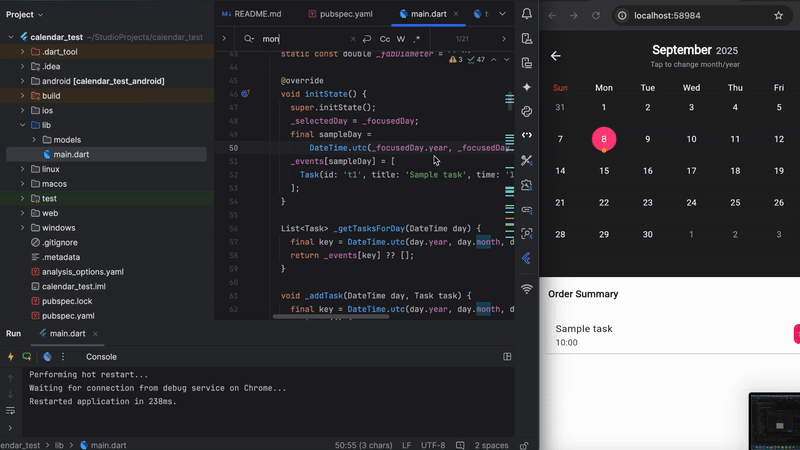 Project
README.md
pubspec.yaml
main.dart
t
mon
Cc
W
.*
1/21
calendar_test ~/StudioProjects/calendar_test
.dart_tool
.idea
android [calendar_test_android]
build
ios
lib
models
main.dart
linux
macos
test
web
windows
.gitignore
.metadata
analysis_options.yaml
calendar_test.iml
pubspec.lock
pubspec.yaml
3
47
43 static const double
44
45 @override
46 void initState() {
47 super.initState();
48 _selectedDay = _focusedDay;
49 final sampleDay =
50 DateTime.utc(_focusedDay.year, _focusedDay
51 _events[sampleDay] = [
52 Task(id: 't1', title: 'Sample task', time: '1
53 ];
54 }
55
56 List<Task> _getTasksForDay(DateTime day) {
57 final key = DateTime.utc(day.year, day.month, d
58 return _events[key] ?? [];
59 }
60
61 void _addTask(DateTime day, Task task) {
62 final key = DateTime.utc(day.year, day.month, d
Run
main.dart
Console
Performing hot restart...
Waiting for connection from debug service on Chrome...
Restarted application in 238ms.
endar_test
lib
main.dart
50:55 (3 chars)
LF
UTF-8
2 spaces
localhost:58984
September 2025
Tap to change month/year
Sun Mon Tue Wed Thu Fri
31 1 2 3 4 5
7 8 9 10 11 12
14 15 16 17 18 19
21 22 23 24 25 26
28 29 30 1 2 3
Order Summary
Sample task
10:00